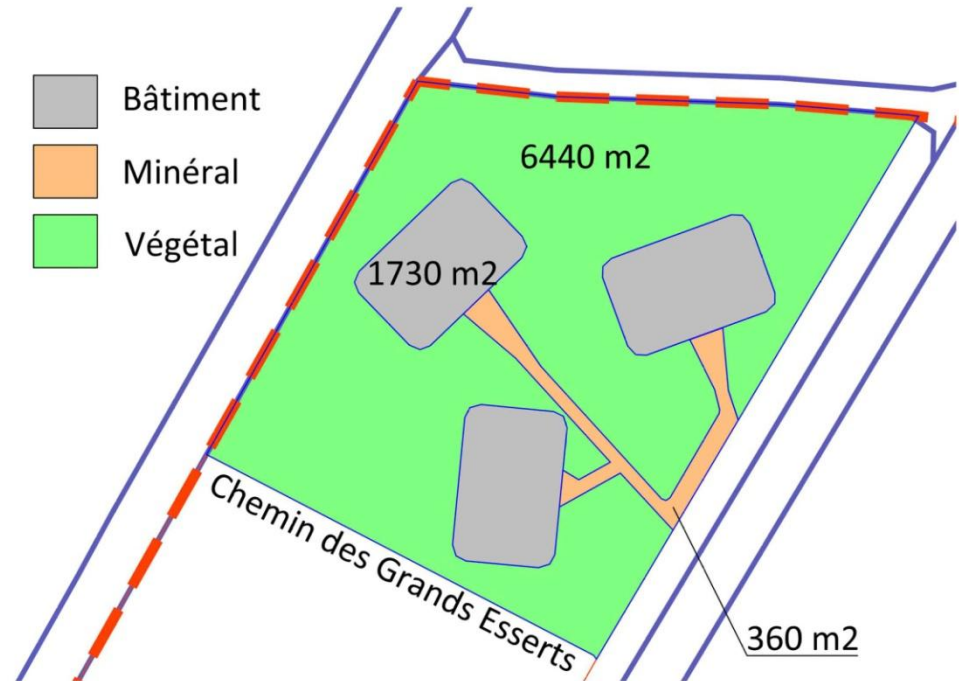 Bâtiment
Minéral
Végétal
6440 m2
1730 m2
Chemin des Grands Esserts
360 m2